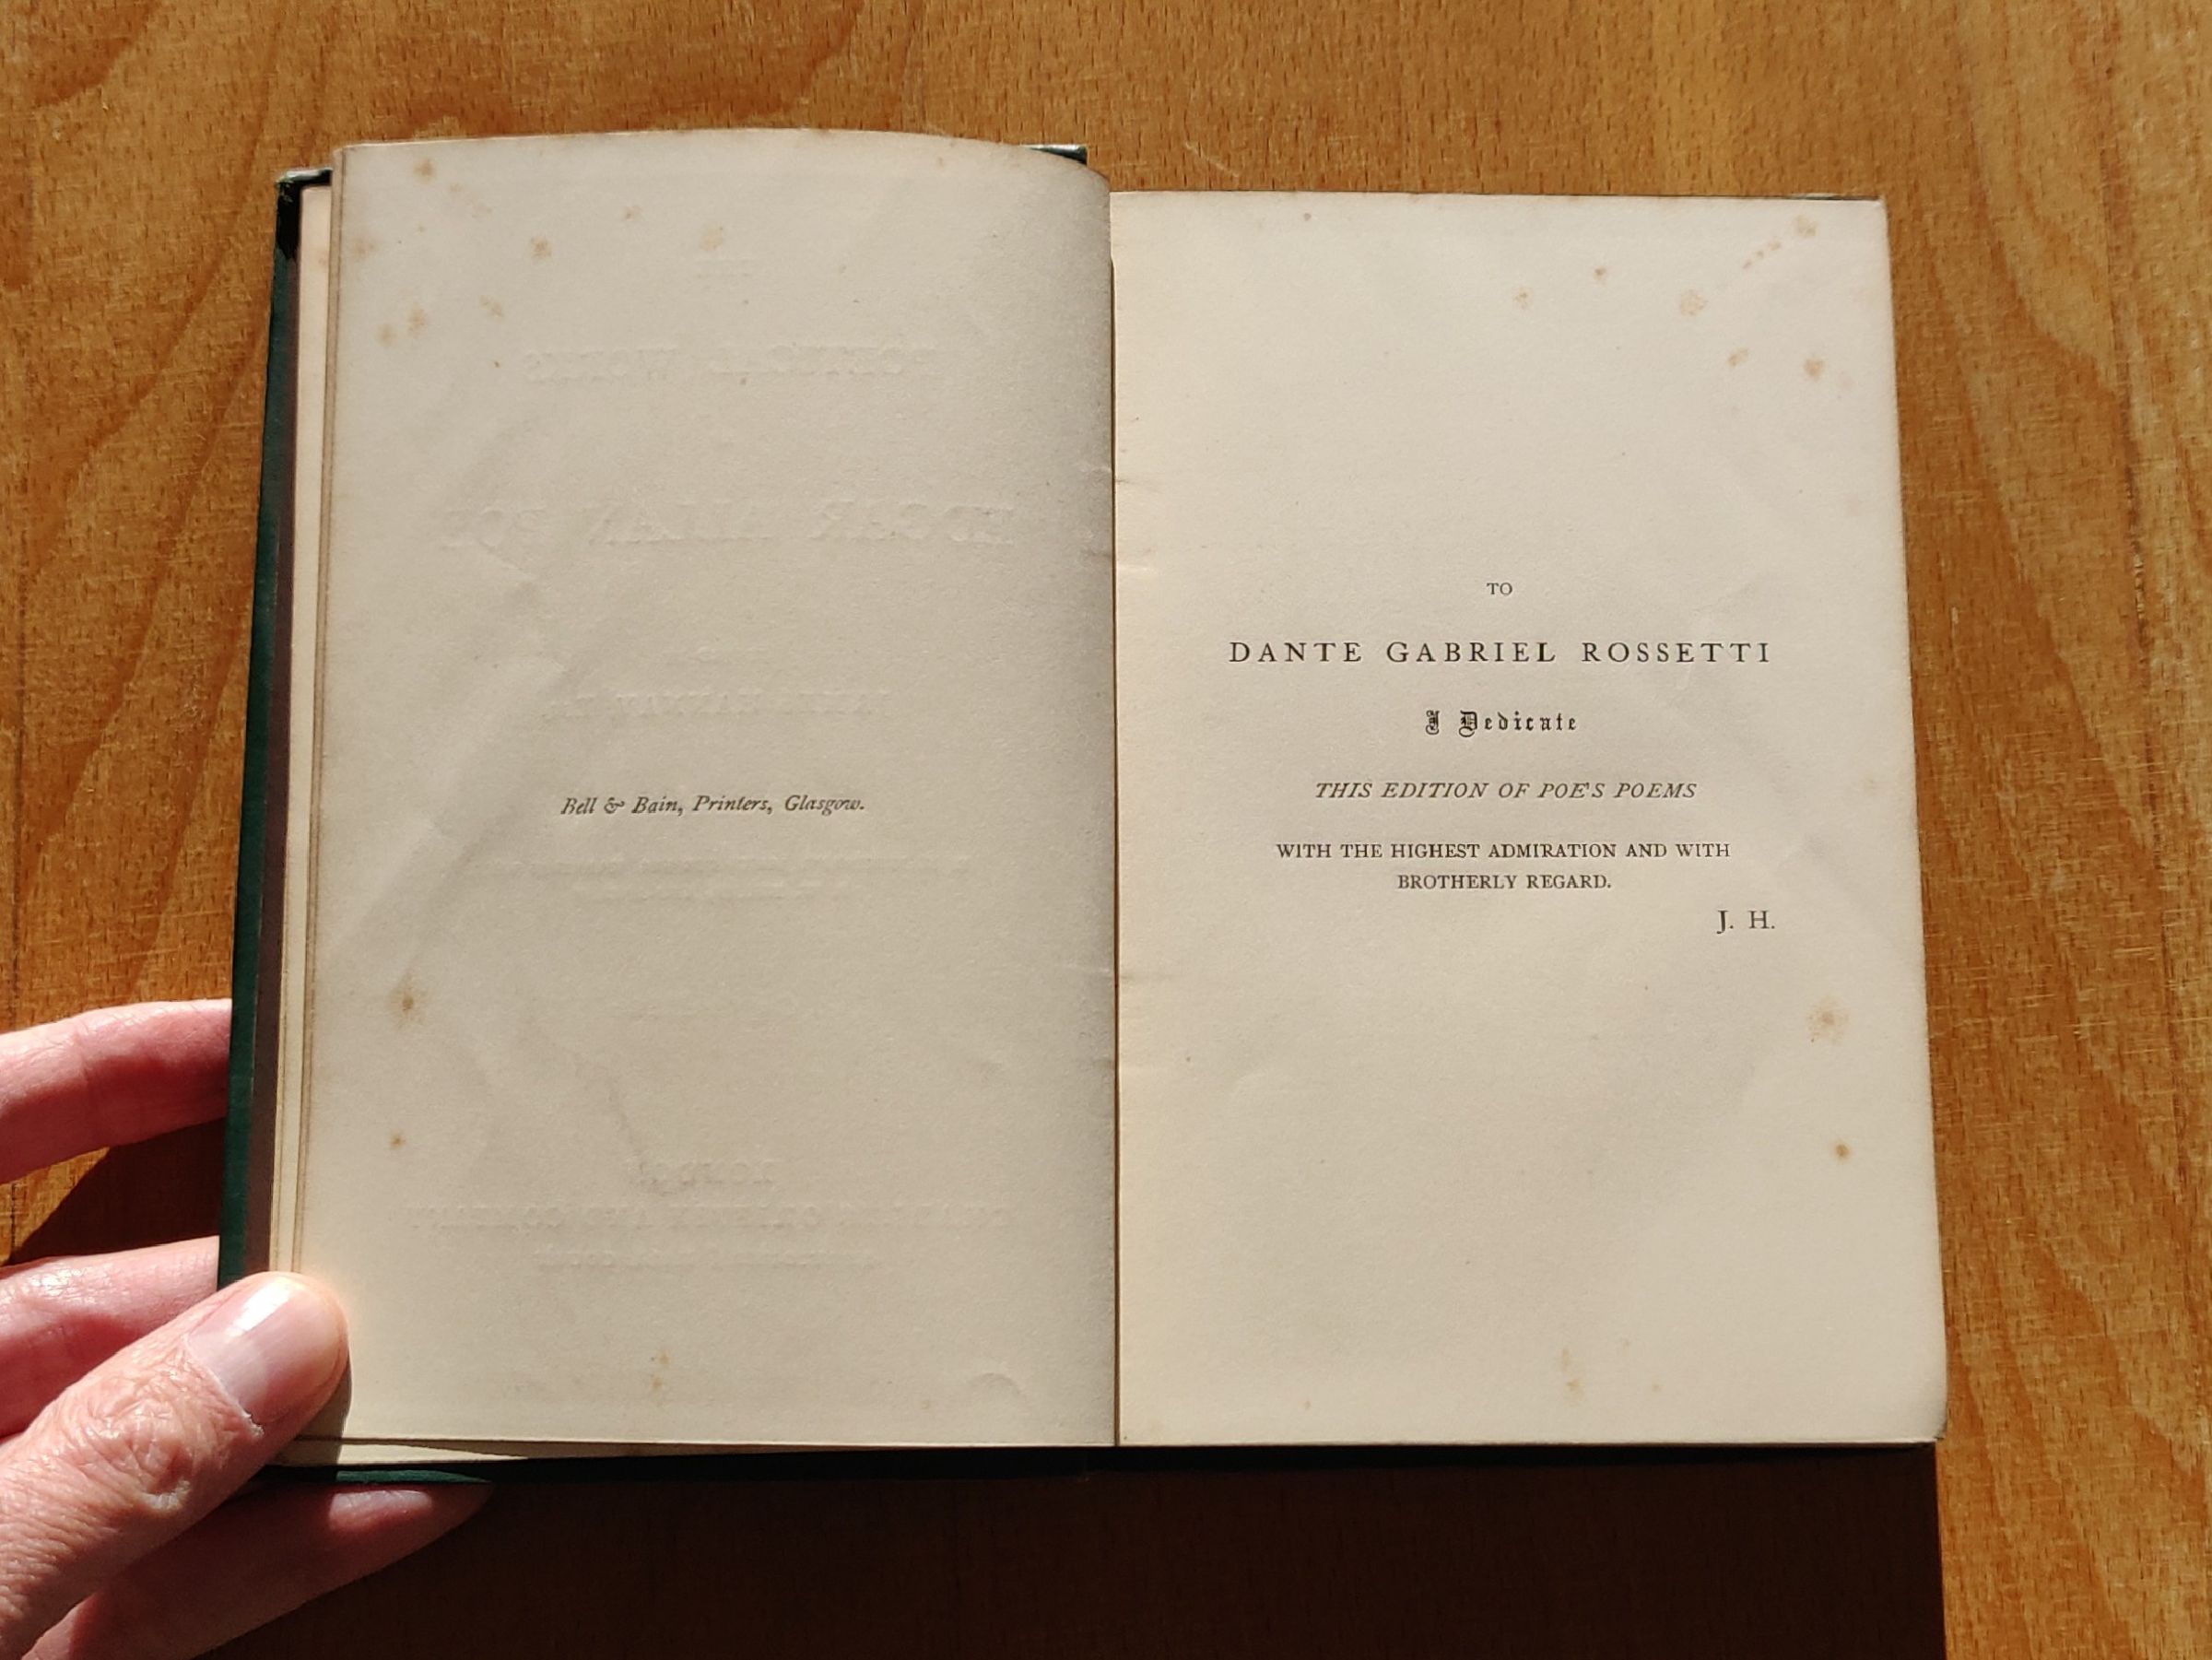 Bell & Bain, Printers, Glasgow.
TO
DANTE GABRIEL ROSSETTI
I Dedicate
THIS EDITION OF POE'S POEMS
WITH THE HIGHEST ADMIRATION AND WITH
BROTHERLY REGARD.
J. H.